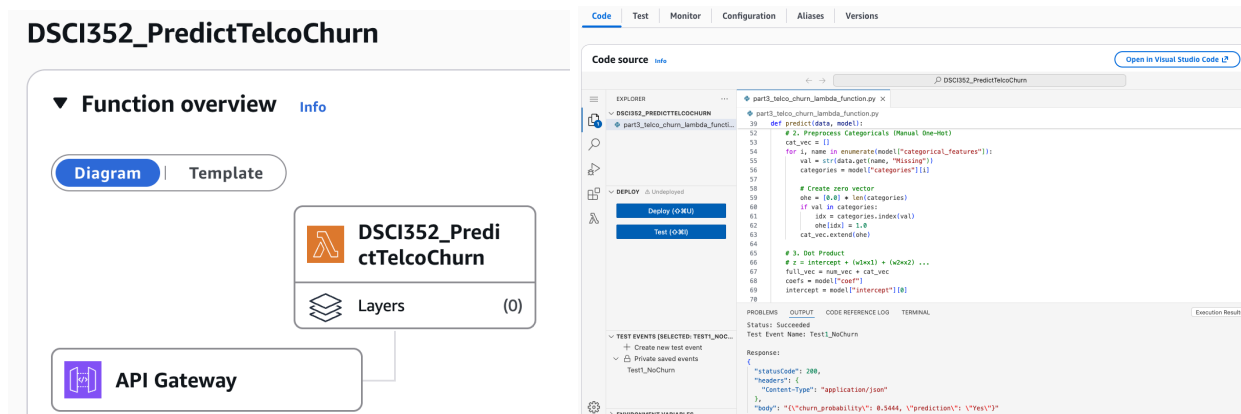 DSCI352_PredictTelcoChurn
▼ Function overview Info
Diagram Template
DSCI352_Predi
ctTelcoChurn
Layers (0)
API Gateway
Code Test Monitor Configuration Aliases Versions
Code source Info
Open in Visual Studio Code
DSCI352_PredictTelcoChurn
EXPLORER
DSCI352_PREDICTTELCOCHURN
part3_telco_churn_lambda_functi...
DEPLOY Undeployed
Deploy (⇧⌘U)
Test (⇧⌘I)
TEST EVENTS [SELECTED: TEST1_NOC...
+ Create new test event
Private saved events
Test1_NoChurn
part3_telco_churn_lambda_function.py ×
part3_telco_churn_lambda_function.py
39 def predict(data, model):
52 # 2. Preprocess Categoricals (Manual One-Hot)
53 cat_vec = []
54 for i, name in enumerate(model["categorical_features"]):
55 val = str(data.get(name, "Missing"))
56 categories = model["categories"][i]
57
58 # Create zero vector
59 ohe = [0.0] * len(categories)
60 if val in categories:
61 idx = categories.index(val)
62 ohe[idx] = 1.0
63 cat_vec.extend(ohe)
64
65 # 3. Dot Product
66 # z = intercept + (w1*x1) + (w2*x2) ...
67 full_vec = num_vec + cat_vec
68 coefs = model["coef"]
69 intercept = model["intercept"][0]
70
PROBLEMS OUTPUT CODE REFERENCE LOG TERMINAL
Execution Result
Status: Succeeded
Test Event Name: Test1_NoChurn
Response:
{
"statusCode": 200,
"headers": {
"Content-Type": "application/json"
},
"body": "{\"churn_probability\": 0.5444, \"prediction\": \"Yes\"}"